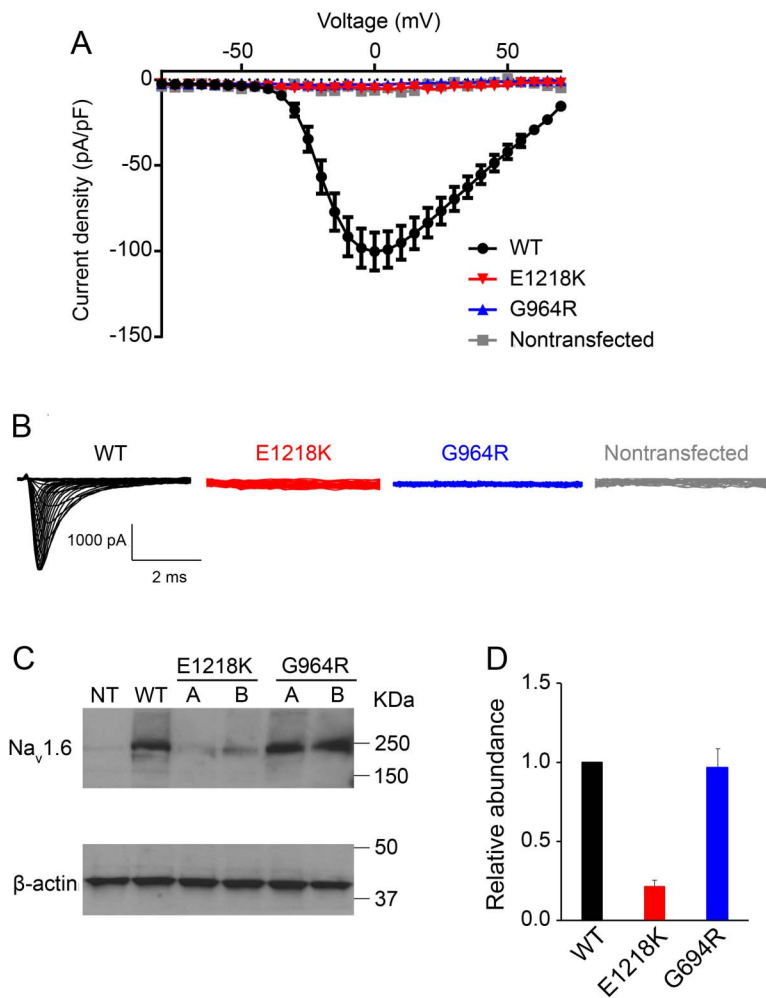 A
Voltage (mV)
-50 0 50
0
-50
-100
-150
Current density (pA/pF)
WT
E1218K
G964R
Nontransfected
B
WT E1218K G964R Nontransfected
1000 pA
2 ms
C
E1218K G964R
NT WT A B A B KDa
Nav1.6
250
150
50
β-actin
37
D
1.5
1.0
0.5
0.0
Relative abundance
WT
E1218K
G694R